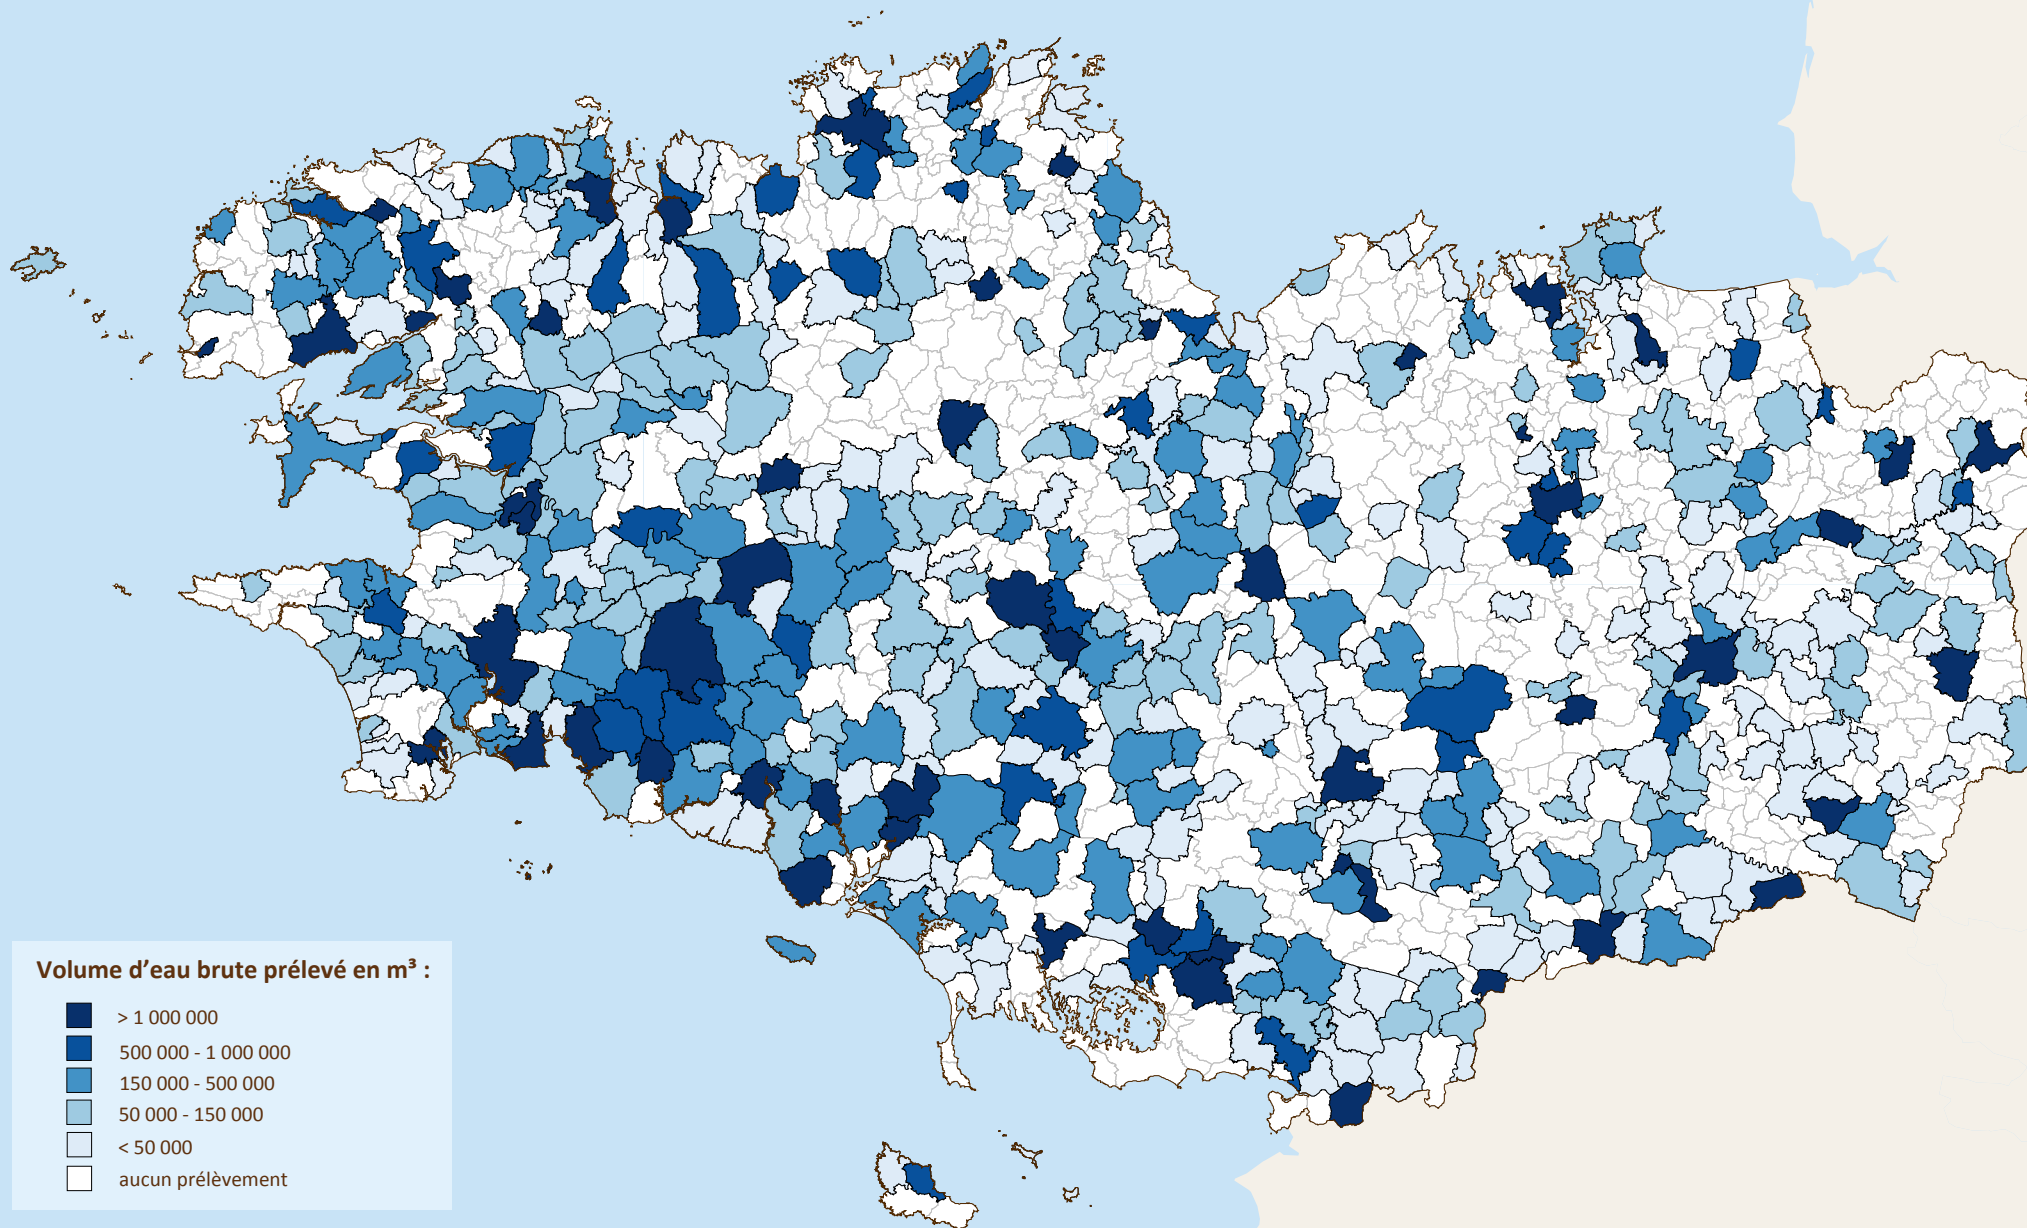 Volume d’eau brute prélevé en m³ :
> 1 000 000
500 000 - 1 000 000
150 000 - 500 000
50 000 - 150 000
< 50 000
aucun prélèvement